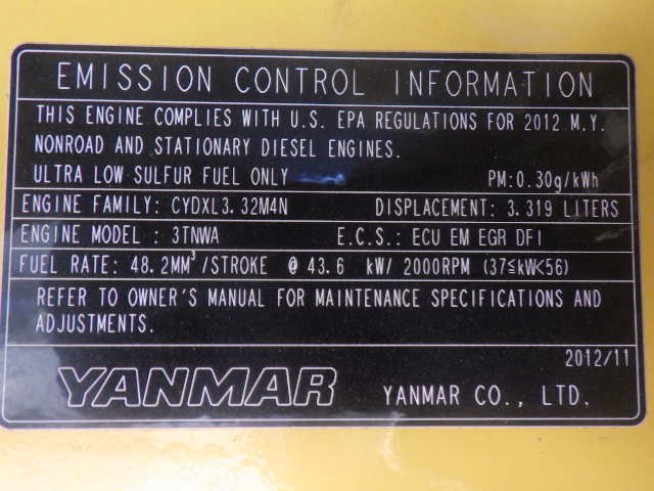 EMISSION CONTROL INFORMATION
THIS ENGINE COMPLIES WITH U.S. EPA REGULATIONS FOR 2012 M.Y.
NONROAD AND STATIONARY DIESEL ENGINES.
ULTRA LOW SULFUR FUEL ONLY PM:0.30g/kWh
ENGINE FAMILY: CYDXL3.32M4N DISPLACEMENT: 3.319 LITERS
ENGINE MODEL : 3TNWA E.C.S.: ECU EM EGR DFI
FUEL RATE: 48.2MM³/STROKE @ 43.6 kW/ 2000RPM (37≦kW<56)
REFER TO OWNER'S MANUAL FOR MAINTENANCE SPECIFICATIONS AND
ADJUSTMENTS.
2012/11
YANMAR YANMAR CO., LTD.